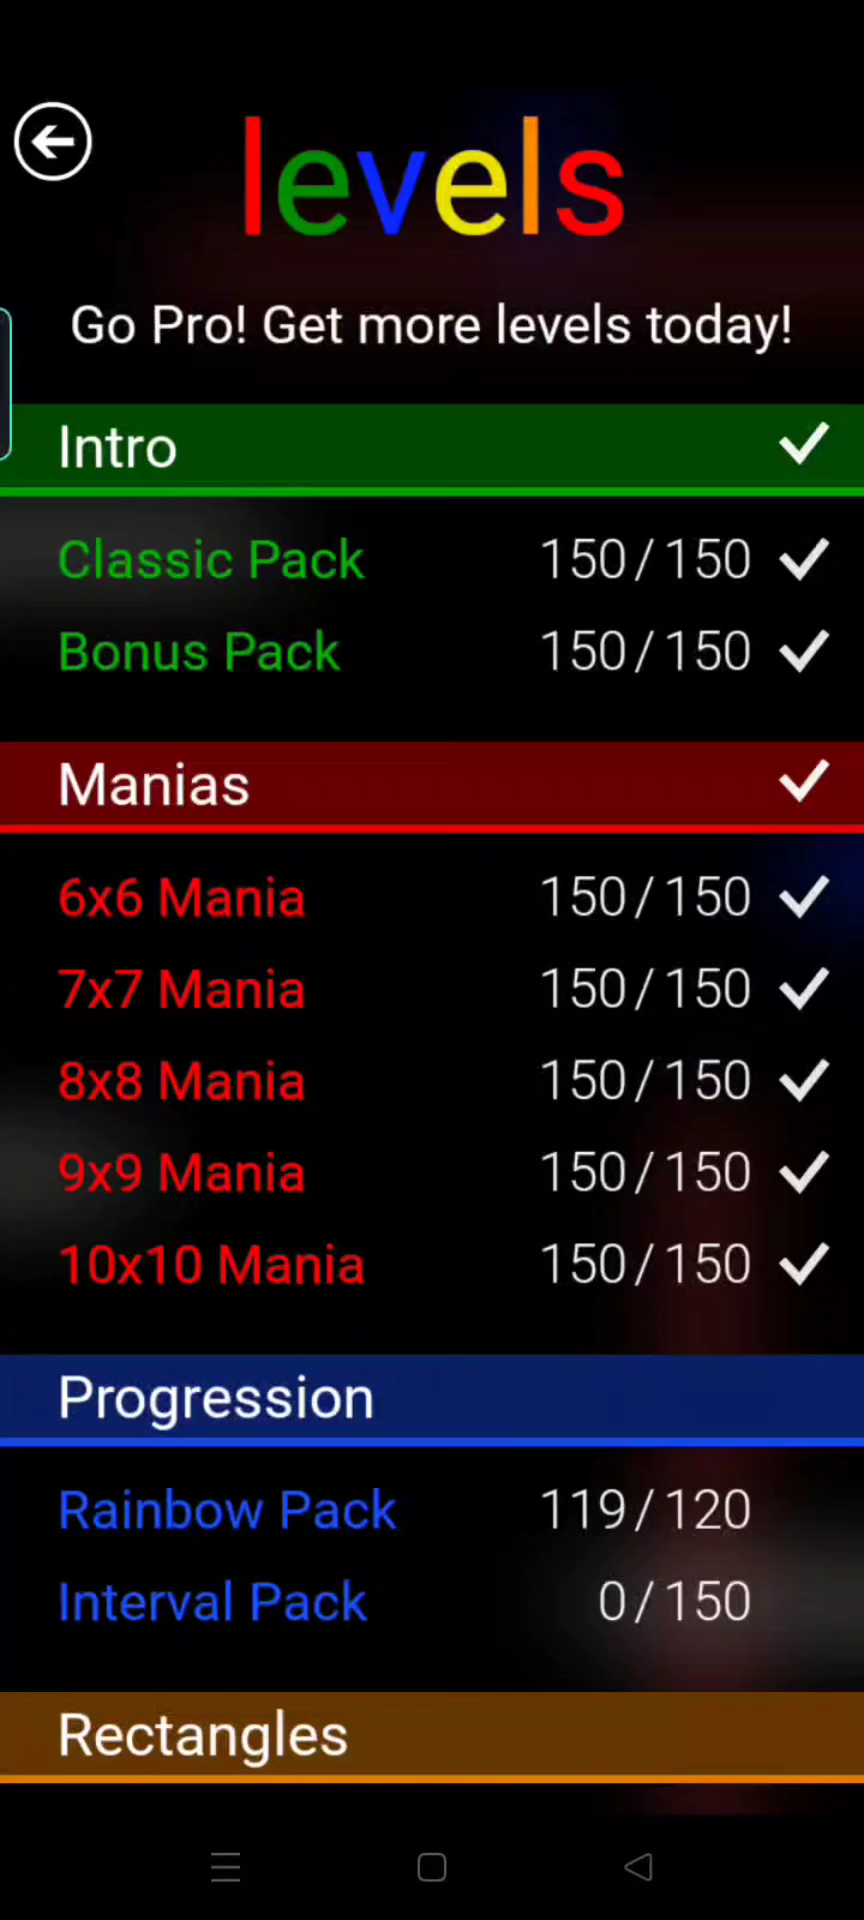 levels
Go Pro! Get more levels today!
Intro
Classic Pack 150/150
Bonus Pack 150/150
Manias
6x6 Mania 150/150
7x7 Mania 150/150
8x8 Mania 150/150
9x9 Mania 150/150
10x10 Mania 150/150
Progression
Rainbow Pack 119/120
Interval Pack 0/150
Rectangles